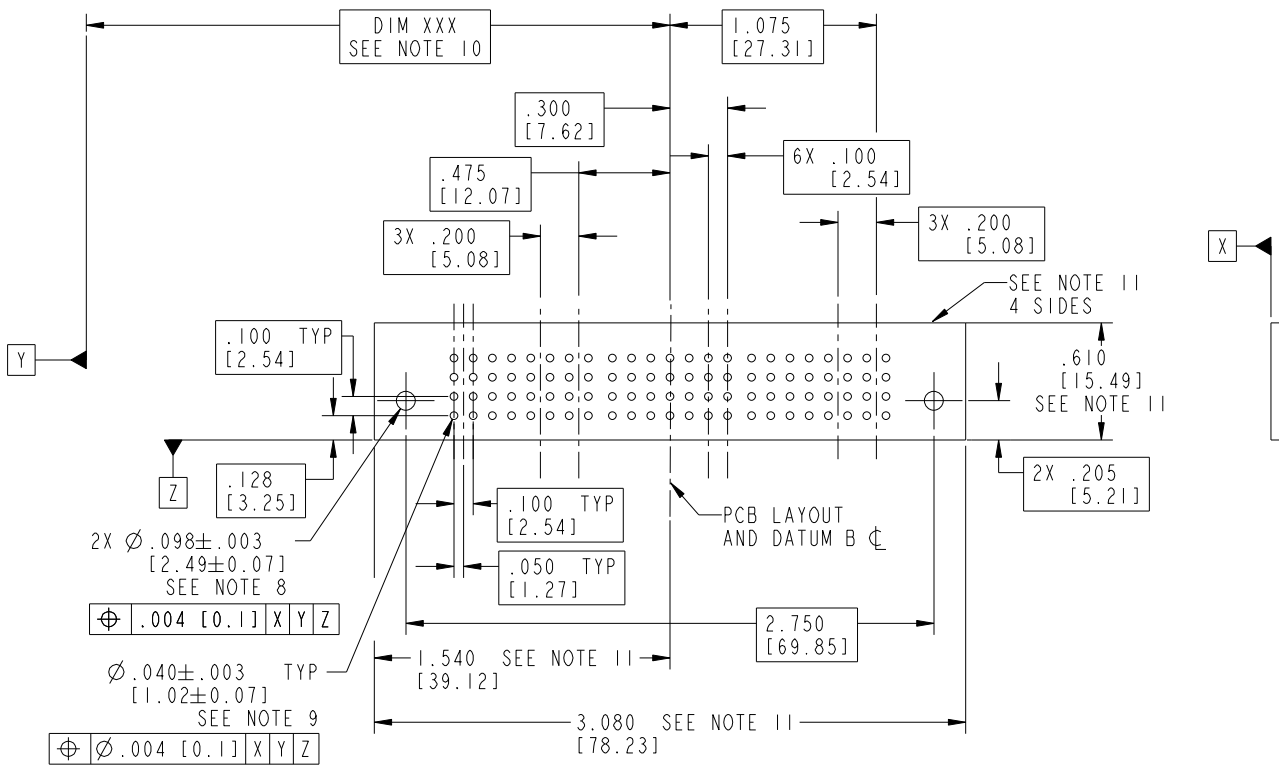 DIM XXX
SEE NOTE 10
1.075
[27.31]
.300
[7.62]
6X .100
[2.54]
.475
[12.07]
3X .200
[5.08]
3X .200
[5.08]
X
SEE NOTE 11
4 SIDES
.100 TYP
[2.54]
Y
.610
[15.49]
SEE NOTE 11
Z
.128
[3.25]
2X .205
[5.21]
.100 TYP
[2.54]
PCB LAYOUT
AND DATUM B ℄
2X Ø.098±.003
[2.49±0.07]
SEE NOTE 8
⌖ .004 [0.1] X Y Z
.050 TYP
[1.27]
2.750
[69.85]
Ø.040±.003 TYP
[1.02±0.07]
SEE NOTE 9
⌖ Ø.004 [0.1] X Y Z
1.540 SEE NOTE 11
[39.12]
3.080 SEE NOTE 11
[78.23]